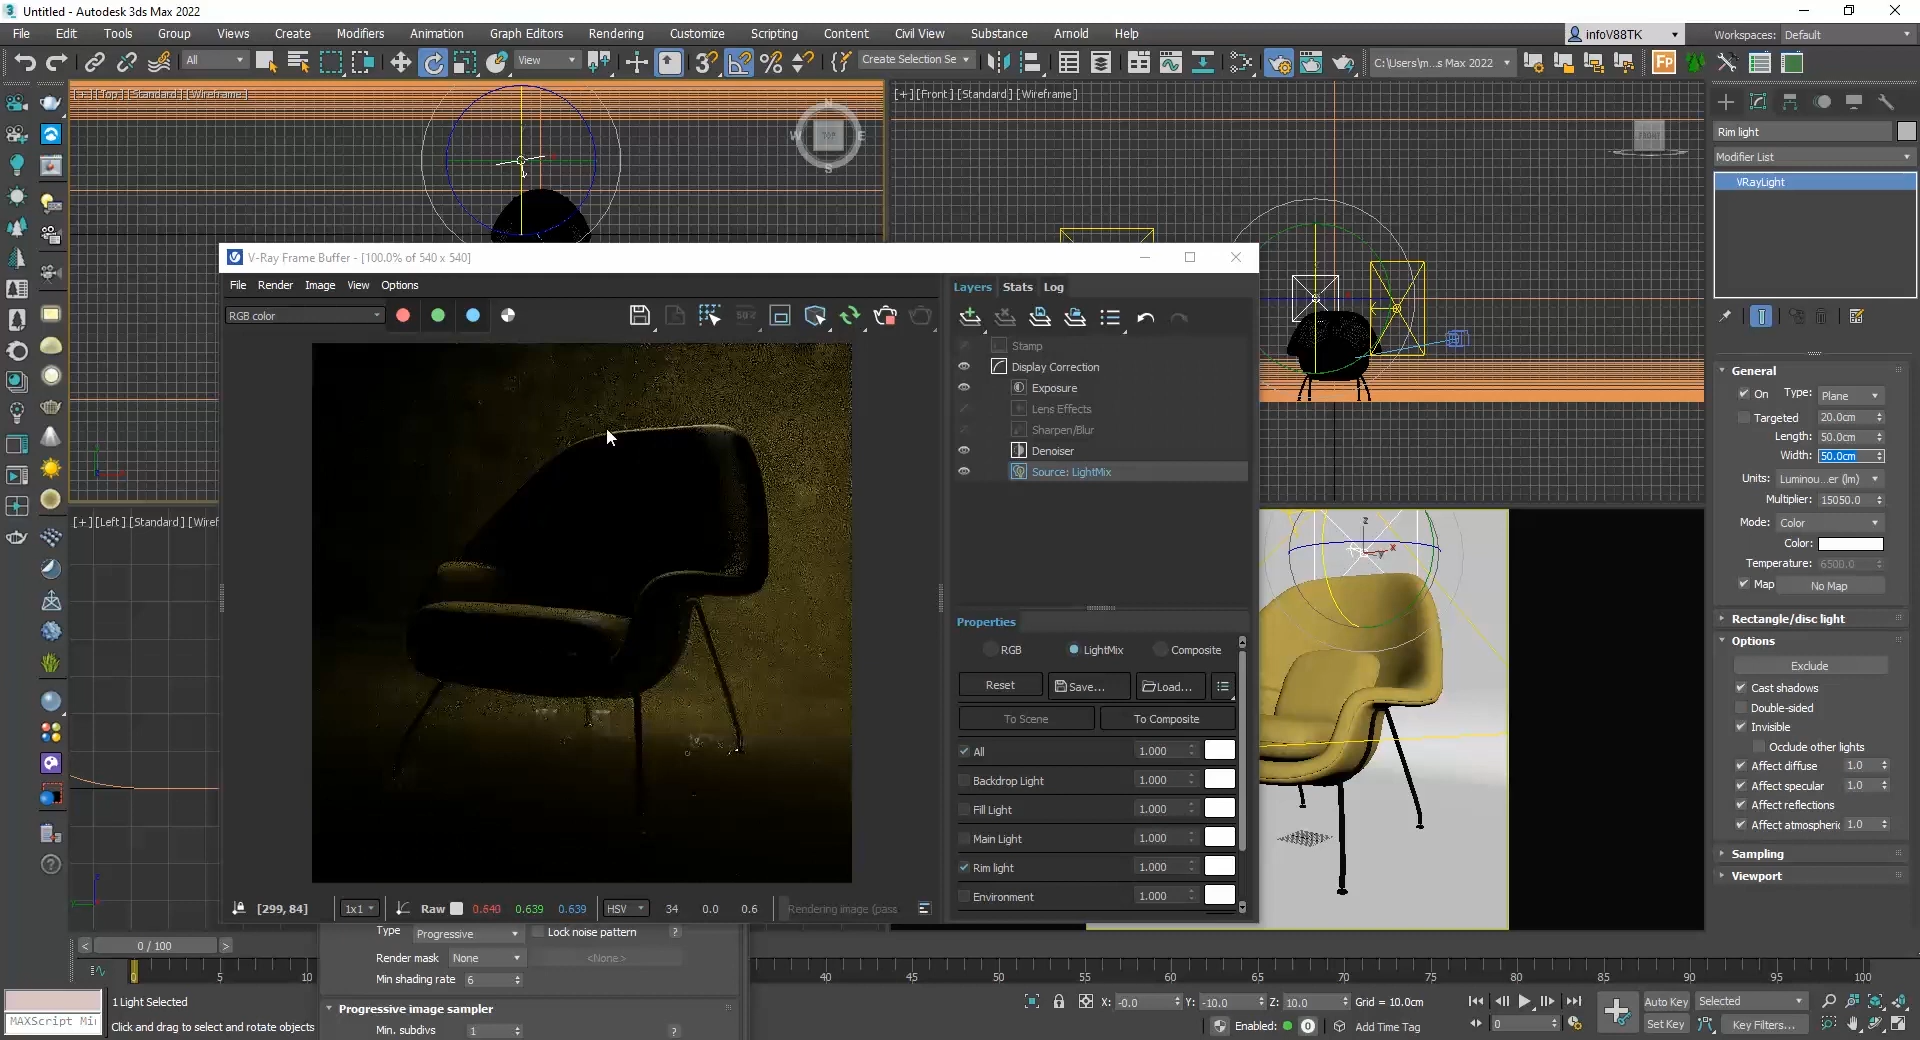 Untitled - Autodesk 3ds Max 2022
File Edit Tools Group Views Create Modifiers Animation Graph Editors Rendering Customize Scripting Content Civil View Substance Arnold Help
infoV88TK
Workspaces: Default
All
View
Create Selection Se
C:\Users\m...s Max 2022
[+][Top][Standard][Wireframe]
[+][Front][Standard][Wireframe]
N
W TOP E
S
FRONT
Rim light
Modifier List
VRayLight
V-Ray Frame Buffer - [100.0% of 540 x 540]
File Render Image View Options
Layers Stats Log
RGB color
50%
Stamp
Display Correction
Exposure
Lens Effects
Sharpen/Blur
Denoiser
Source: LightMix
Properties
RGB LightMix Composite
Reset Save... Load...
To Scene To Composite
All 1.000
Backdrop Light 1.000
Fill Light 1.000
Main Light 1.000
Rim light 1.000
Environment 1.000
[299, 84] 1x1 Raw 0.640 0.639 0.639 HSV 34 0.0 0.6 Rendering image (pass
[+][Left][Standard][Wiref
General
On Type: Plane
Targeted 20.0cm
Length: 50.0cm
Width: 50.0cm
Units: Luminou...er (lm)
Multiplier: 15050.0
Mode: Color
Color:
Temperature: 6500.0
Map No Map
Rectangle/disc light
Options
Exclude
Cast shadows
Double-sided
Invisible
Occlude other lights
Affect diffuse 1.0
Affect specular 1.0
Affect reflections
Affect atmospheric 1.0
Sampling
Viewport
z
x
y
Type Progressive Lock noise pattern ?
Render mask None <None>
Min shading rate 6
Progressive image sampler
Min. subdivs 1 ?
< 0 / 100 >
0 5 10 40 45 50 55 60 65 70 75 80 85 90 95 100
1 Light Selected
MAXScript Mi
Click and drag to select and rotate objects
X: -0.0 Y: -10.0 Z: 10.0 Grid = 10.0cm
Enabled: 0 Add Time Tag
0
Auto Key Selected
Set Key Key Filters...